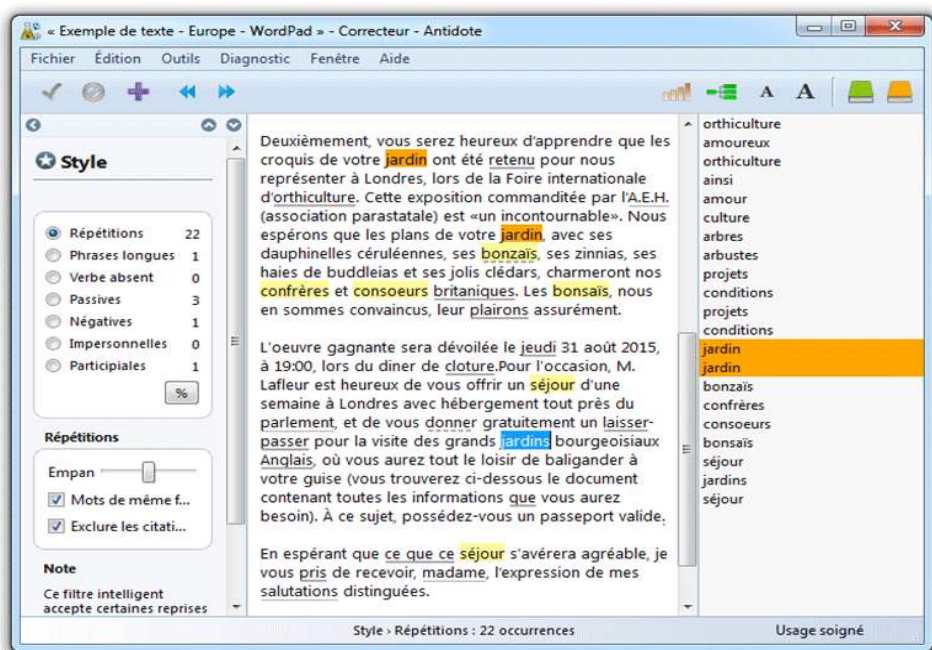 « Exemple de texte - Europe - WordPad » - Correcteur - Antidote
Fichier Édition Outils Diagnostic Fenêtre Aide
A A
Style
Répétitions 22
Phrases longues 1
Verbe absent 0
Passives 3
Négatives 1
Impersonnelles 0
Participiales 1
%
Répétitions
Empan
Mots de même f...
Exclure les citati...
Note
Ce filtre intelligent
accepte certaines reprises
Deuxièmement, vous serez heureux d'apprendre que les
croquis de votre jardin ont été retenu pour nous
représenter à Londres, lors de la Foire internationale
d'orthiculture. Cette exposition commanditée par l'A.E.H.
(association parastatale) est «un incontournable». Nous
espérons que les plans de votre jardin, avec ses
dauphinelles céruléennes, ses bonzaïs, ses zinnias, ses
haies de buddleias et ses jolis clédars, charmeront nos
confrères et consoeurs britaniques. Les bonsaïs, nous
en sommes convaincus, leur plairons assurément.
L'oeuvre gagnante sera dévoilée le jeudi 31 août 2015,
à 19:00, lors du diner de cloture.Pour l'occasion, M.
Lafleur est heureux de vous offrir un séjour d'une
semaine à Londres avec hébergement tout près du
parlement, et de vous donner gratuitement un laisser-
passer pour la visite des grands jardins bourgeoisiaux
Anglais, où vous aurez tout le loisir de baligander à
votre guise (vous trouverez ci-dessous le document
contenant toutes les informations que vous aurez
besoin). À ce sujet, possédez-vous un passeport valide.
En espérant que ce que ce séjour s'avérera agréable, je
vous pris de recevoir, madame, l'expression de mes
salutations distinguées.
orthiculture
amoureux
orthiculture
ainsi
amour
culture
arbres
arbustes
projets
conditions
projets
conditions
jardin
jardin
bonzaïs
confrères
consoeurs
bonsaïs
séjour
jardins
séjour
Style › Répétitions : 22 occurrences
Usage soigné